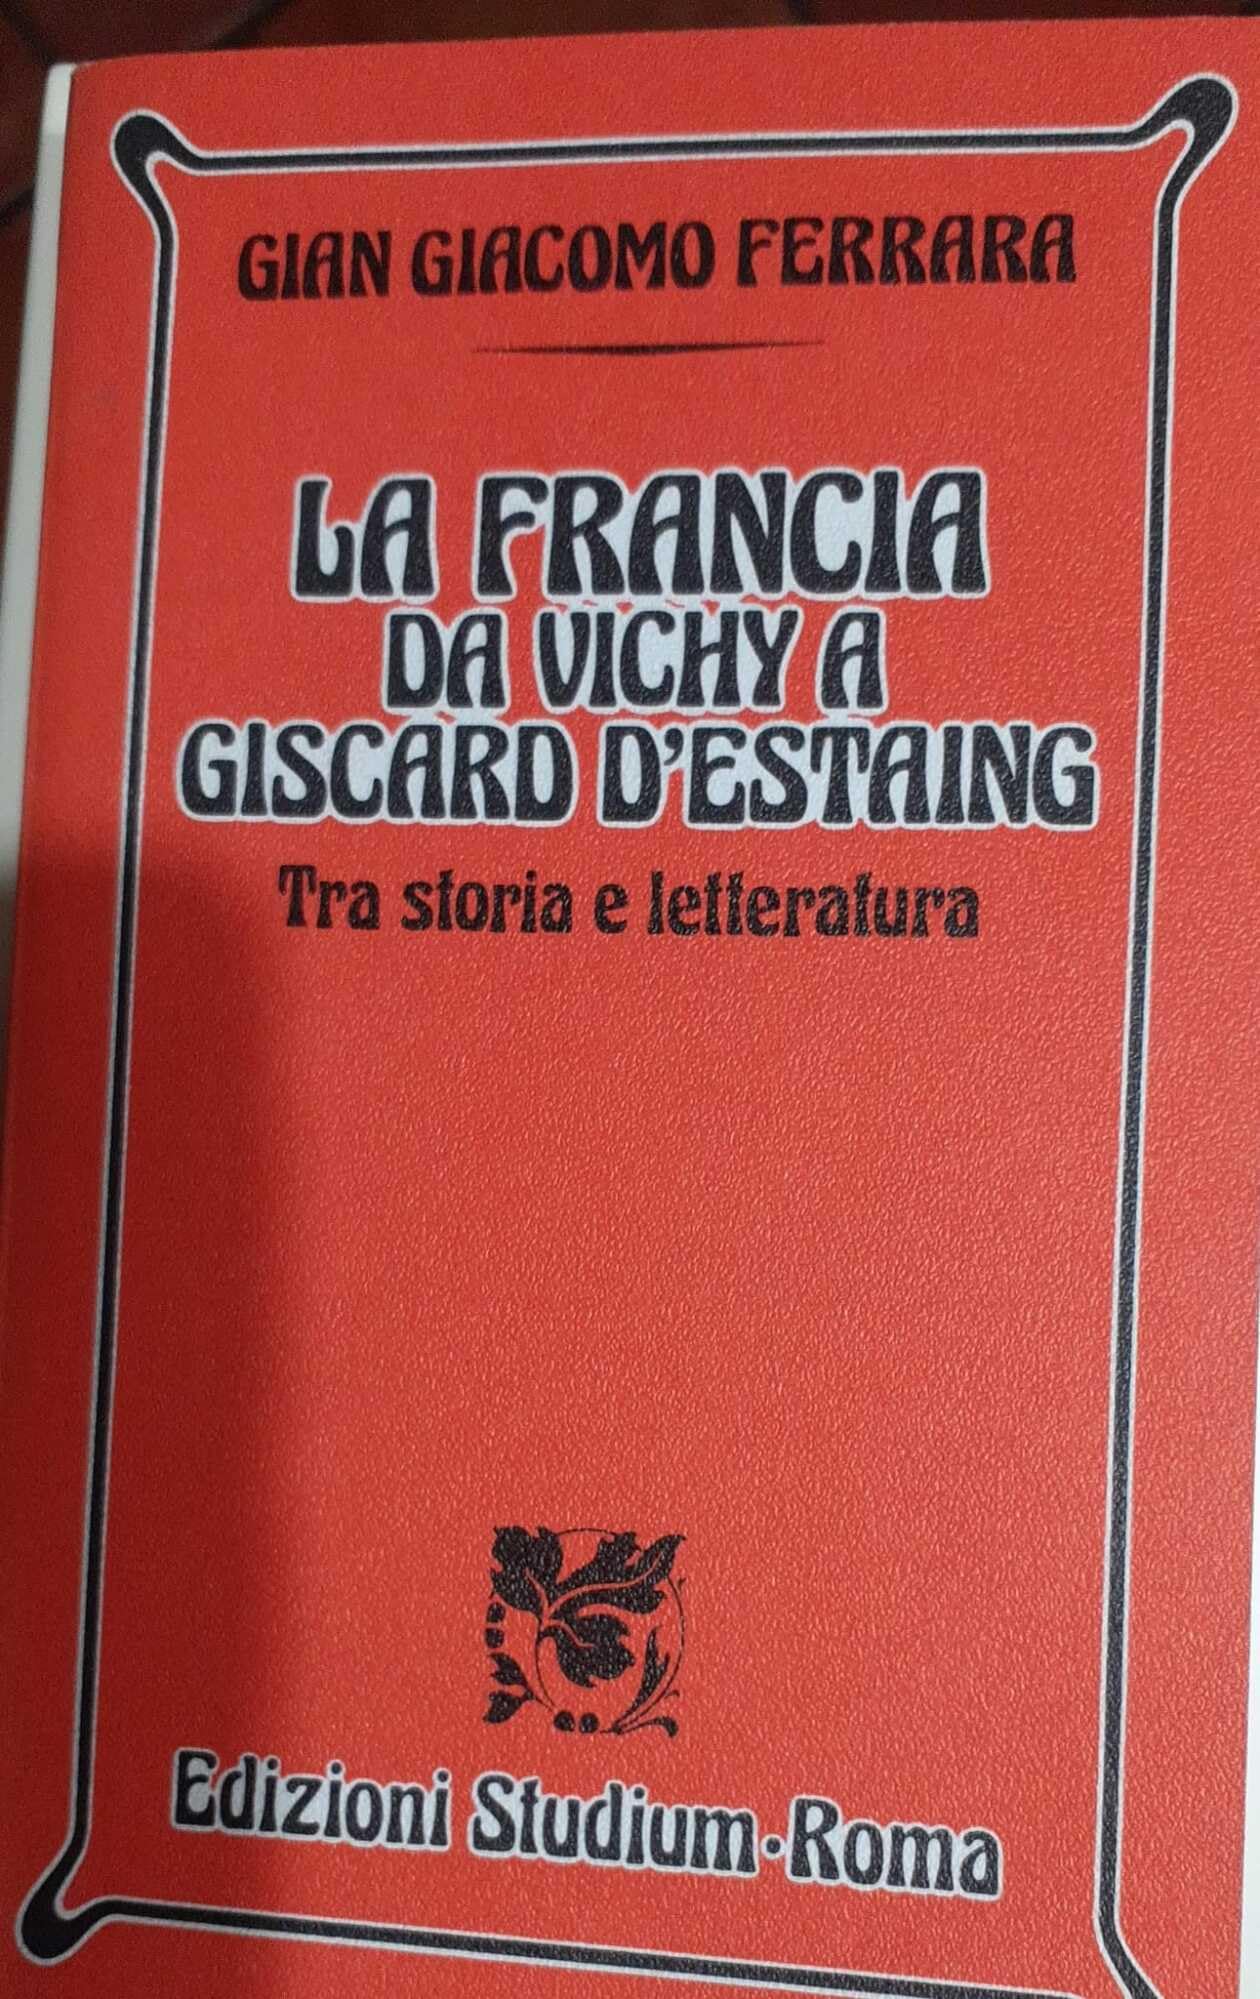 GIAN GIACOMO FERRARA
LA FRANCIA
DA VICHY A
GISCARD D'ESTAING
Tra storia e letteratura
Edizioni Studium·Roma